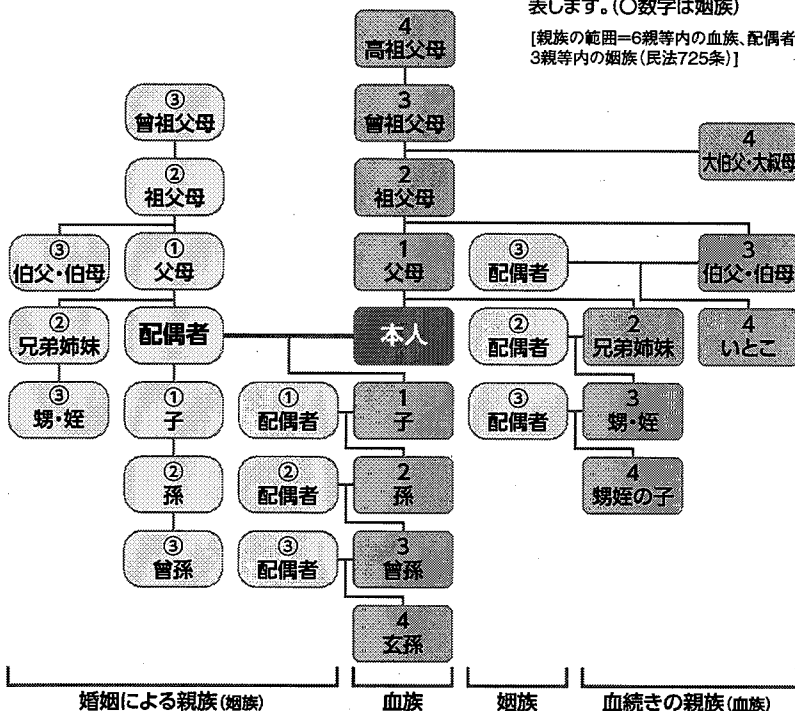 表します。(○数字は姻族)
[親族の範囲=6親等内の血族、配偶者
3親等内の姻族(民法725条)]
4
高祖父母
③
曾祖父母
3
曾祖父母
4
大伯父・大叔母
②
祖父母
2
祖父母
③
伯父・伯母
①
父母
1
父母
③
配偶者
3
伯父・伯母
②
兄弟姉妹
配偶者
本人
②
配偶者
2
兄弟姉妹
4
いとこ
③
甥・姪
①
子
①
配偶者
1
子
③
配偶者
3
甥・姪
②
孫
②
配偶者
2
孫
4
甥姪の子
③
曾孫
③
配偶者
3
曾孫
4
玄孫
婚姻による親族(姻族)
血族
姻族
血続きの親族(血族)